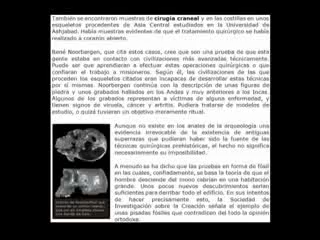 También se encontraron muestras de cirugía craneal y en las costillas en unos
esqueletos procedentes de Asia Central estudiados en la Universidad de
Ashjabad. Había muestras evidentes de que el tratamiento quirúrgico se había
realizado a corazón abierto.
René Noorbergen, que cita estos casos, cree que son una prueba de que esta
gente estaba en contacto con civilizaciones más avanzadas técnicamente.
Puede ser que aprendieran a efectuar estas operaciones quirúrgicas o que
confiaran el trabajo a misioneros. Según él, las civilizaciones de las que
proceden los esqueletos citados eran incapaces de desarrollar estas técnicas
por sí mismas. Noorbergen continúa con la descripción de unas figuras de
piedra y unos grabados hallados en los Andes y muy anteriores a los incas.
Algunos de los grabados representan a víctimas de alguna enfermedad, y
tienen signos de viruela, cáncer y artritis. Pudiera tratarse de modelos de
estudio, o quizá tuvieran un objetivo meramente ritual.
Aunque no existe en los anales de la arqueología una
evidencia irrevocable de la existencia de antiguas
superrazas que pudieran haber sido la fuente de las
técnicas quirúrgicas prehistóricas, el hecho no significa
necesariamente su imposibilidad.
A menudo se ha dicho que las pruebas en forma de fósil
en las cuales, confiadamente, se basa la teoría de que el
hombre desciende del mono cabrían en una habitación
grande. Unos pocos nuevos descubrimientos serían
suficientes para derribar todo el edificio. En sus intentos
de hacer precisamente esto, la Sociedad de
Investigación sobre la Creación señala el ejemplo de
unas pisadas fósiles que contradicen del todo la opinión
ortodoxa.